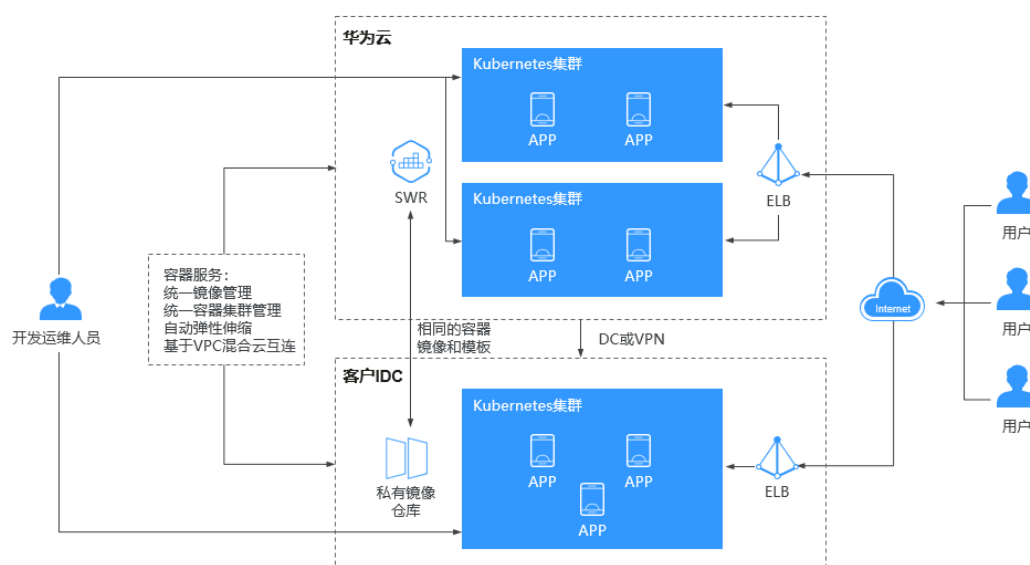 华为云
Kubernetes集群
APP
APP
SWR
Kubernetes集群
APP
APP
ELB
用户
容器服务：
统一镜像管理
统一容器集群管理
自动弹性伸缩
基于VPC混合云互连
开发运维人员
Internet
用户
相同的容器
镜像和模板
DC或VPN
客户IDC
Kubernetes集群
APP
APP
APP
私有镜像
仓库
ELB
用户